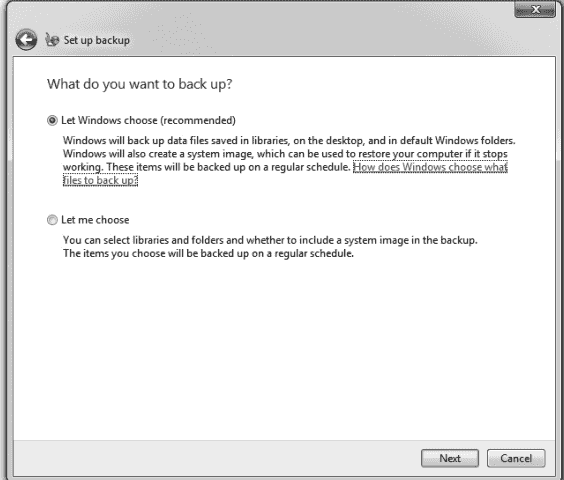 X
Set up backup
What do you want to back up?
Let Windows choose (recommended)
Windows will back up data files saved in libraries, on the desktop, and in default Windows folders.
Windows will also create a system image, which can be used to restore your computer if it stops
working. These items will be backed up on a regular schedule. How does Windows choose what
files to back up?
Let me choose
You can select libraries and folders and whether to include a system image in the backup.
The items you choose will be backed up on a regular schedule.
Next Cancel